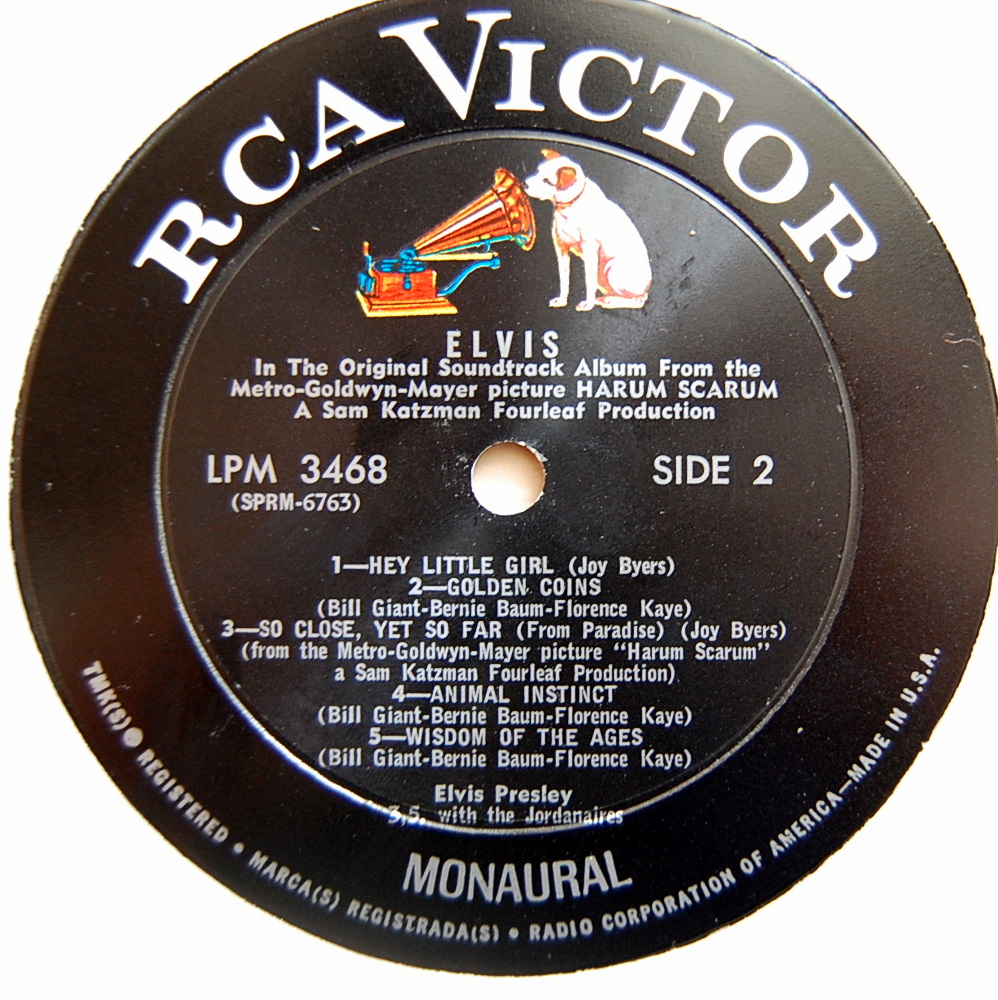 RCA VICTOR
ELVIS
In The Original Soundtrack Album From the
Metro-Goldwyn-Mayer picture HARUM SCARUM
A Sam Katzman Fourleaf Production
LPM 3468
(SPRM-6763)
SIDE 2
1—HEY LITTLE GIRL (Joy Byers)
2—GOLDEN COINS
(Bill Giant-Bernie Baum-Florence Kaye)
3—SO CLOSE, YET SO FAR (From Paradise) (Joy Byers)
(from the Metro-Goldwyn-Mayer picture "Harum Scarum"
a Sam Katzman Fourleaf Production)
4—ANIMAL INSTINCT
(Bill Giant-Bernie Baum-Florence Kaye)
5—WISDOM OF THE AGES
(Bill Giant-Bernie Baum-Florence Kaye)
Elvis Presley
3,5. with the Jordanaires
MONAURAL
TMK(S) ® REGISTERED • MARCA(S) REGISTRADA(S) • RADIO CORPORATION OF AMERICA—MADE IN U.S.A.